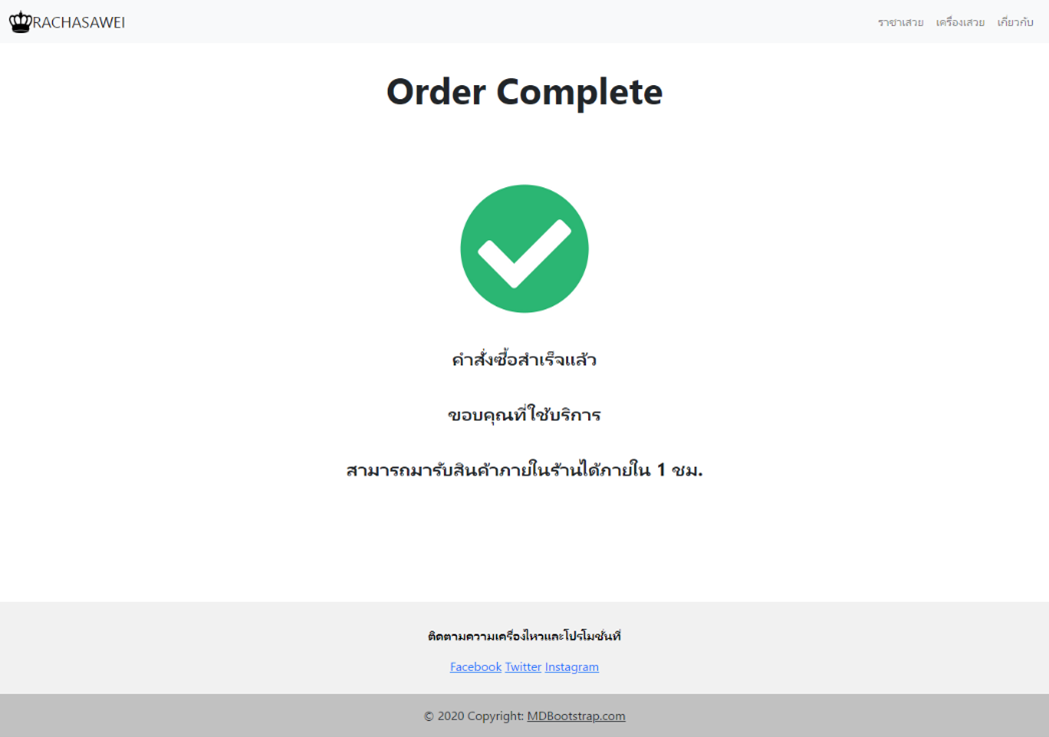 RACHASAWEI
ราชาเสวย เครื่องเสวย เกี่ยวกับ
Order Complete
คำสั่งซื้อสำเร็จแล้ว
ขอบคุณที่ใช้บริการ
สามารถมารับสินค้าภายในร้านได้ภายใน 1 ชม.
ติดตามความเครื่องไหวและโปรโมชั่นที่
Facebook Twitter Instagram
© 2020 Copyright: MDBootstrap.com